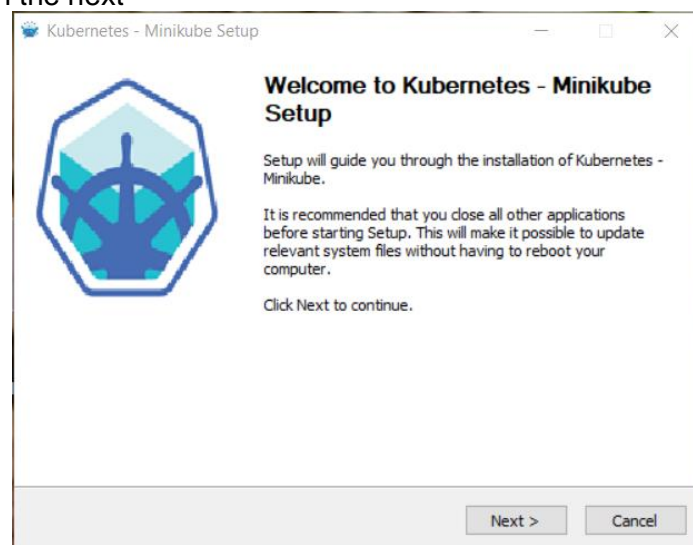 the next
Kubernetes - Minikube Setup
Welcome to Kubernetes - Minikube
Setup
Setup will guide you through the installation of Kubernetes -
Minikube.
It is recommended that you close all other applications
before starting Setup. This will make it possible to update
relevant system files without having to reboot your
computer.
Click Next to continue.
Next >
Cancel